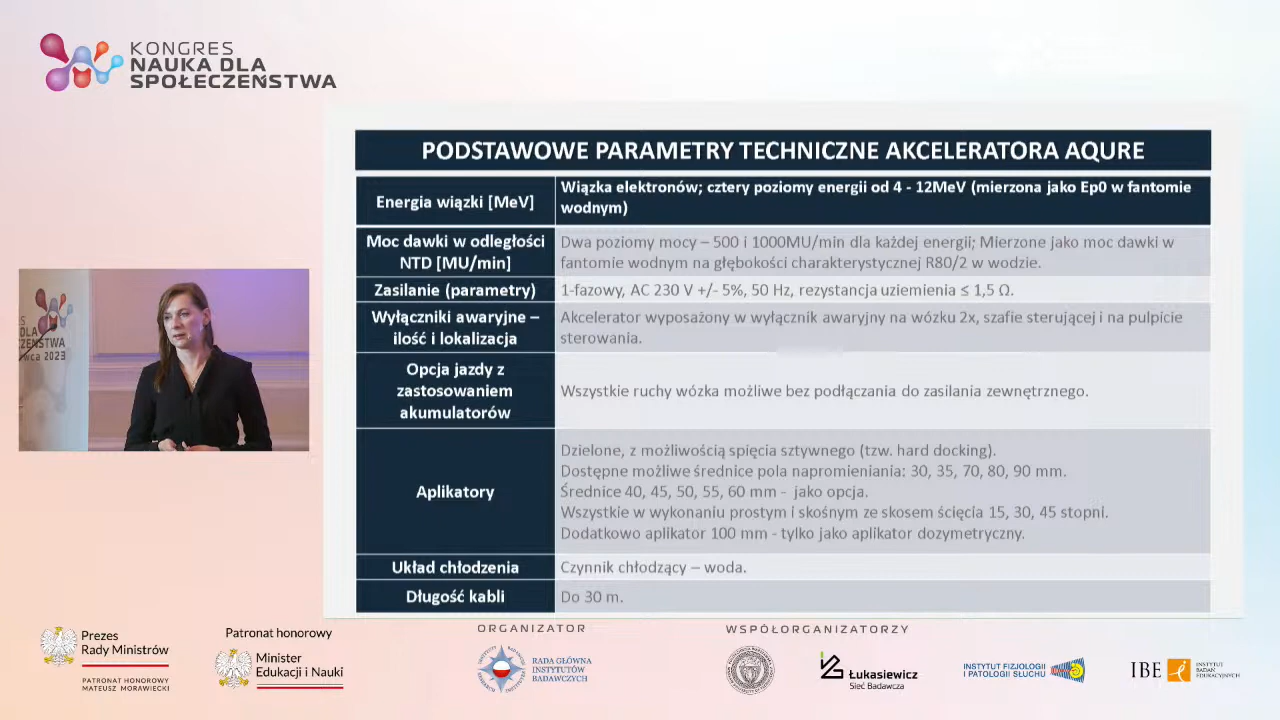 KONGRES
NAUKA DLA
SPOŁECZEŃSTWA
PODSTAWOWE PARAMETRY TECHNICZNE AKCELERATORA AQURE
Energia wiązki [MeV]
Wiązka elektronów; cztery poziomy energii od 4 - 12MeV (mierzona jako Ep0 w fantomie
wodnym)
Moc dawki w odległości
NTD [MU/min]
Dwa poziomy mocy – 500 i 1000MU/min dla każdej energii; Mierzone jako moc dawki w
fantomie wodnym na głębokości charakterystycznej R80/2 w wodzie.
Zasilanie (parametry)
1-fazowy, AC 230 V +/- 5%, 50 Hz, rezystancja uziemienia ≤ 1,5 Ω.
Wyłączniki awaryjne –
ilość i lokalizacja
Akcelerator wyposażony w wyłącznik awaryjny na wózku 2x, szafie sterującej i na pulpicie
sterowania.
Opcja jazdy z
zastosowaniem
akumulatorów
Wszystkie ruchy wózka możliwe bez podłączania do zasilania zewnętrznego.
Aplikatory
Dzielone, z możliwością spięcia sztywnego (tzw. hard docking).
Dostępne możliwe średnice pola napromieniania: 30, 35, 70, 80, 90 mm.
Średnice 40, 45, 50, 55, 60 mm - jako opcja.
Wszystkie w wykonaniu prostym i skośnym ze skosem ścięcia 15, 30, 45 stopni.
Dodatkowo aplikator 100 mm - tylko jako aplikator dozymetryczny.
Układ chłodzenia
Czynnik chłodzący – woda.
Długość kabli
Do 30 m.
S
DLA
ZEŃSTWA
wca 2023
Prezes
Rady Ministrów
PATRONAT HONOROWY
MATEUSZ MORAWIECKI
Patronat honorowy
Minister
Edukacji i Nauki
ORGANIZATOR
RADA GŁÓWNA
INSTYTUTÓW
BADAWCZYCH
WSPÓŁORGANIZATORZY
Łukasiewicz
Sieć Badawcza
INSTYTUT FIZJOLOGII
I PATOLOGII SŁUCHU
IBE
INSTYTUT
BADAŃ
EDUKACYJNYCH